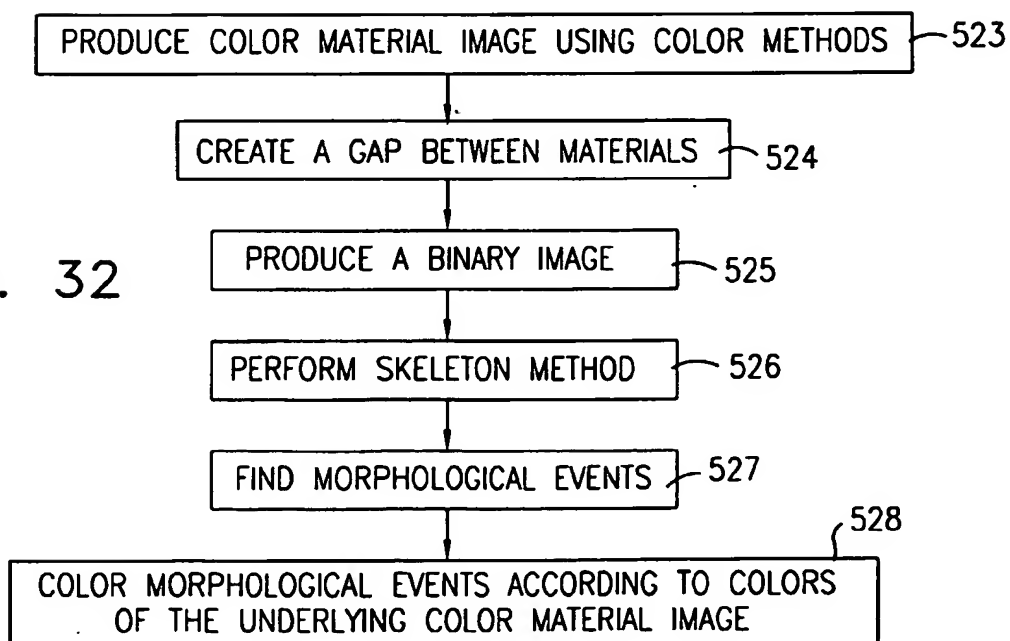 PRODUCE COLOR MATERIAL IMAGE USING COLOR METHODS 523
CREATE A GAP BETWEEN MATERIALS 524
PRODUCE A BINARY IMAGE 525
. 32
PERFORM SKELETON METHOD 526
FIND MORPHOLOGICAL EVENTS 527
528
COLOR MORPHOLOGICAL EVENTS ACCORDING TO COLORS
OF THE UNDERLYING COLOR MATERIAL IMAGE